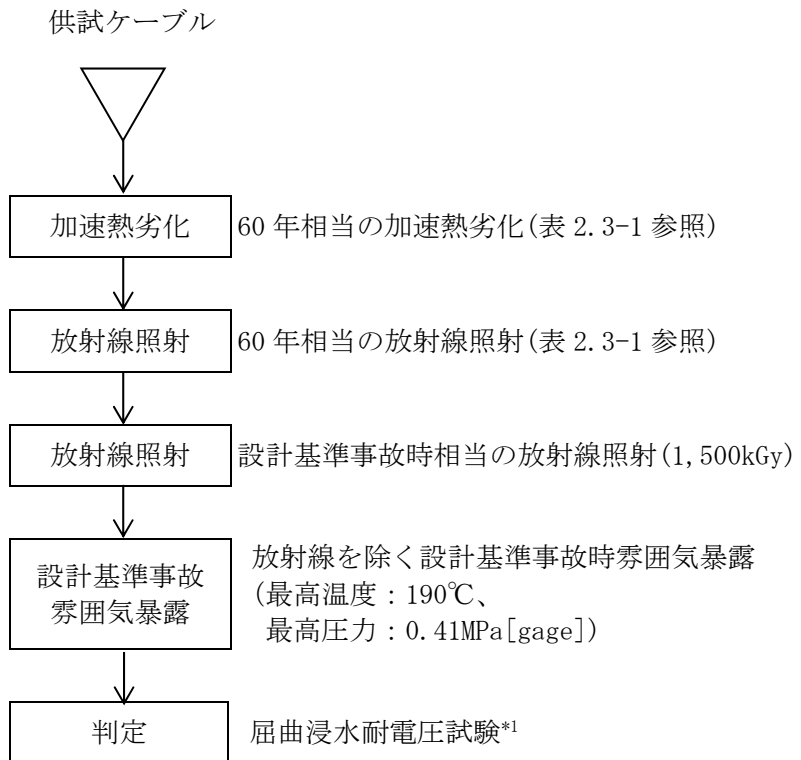 供試ケーブル
加速熱劣化 60年相当の加速熱劣化(表2.3-1参照)
放射線照射 60年相当の放射線照射(表2.3-1参照)
放射線照射 設計基準事故時相当の放射線照射(1,500kGy)
設計基準事故
雰囲気暴露
放射線を除く設計基準事故時雰囲気暴露
(最高温度：190℃、
最高圧力：0.41MPa[gage])
判定 屈曲浸水耐電圧試験*1